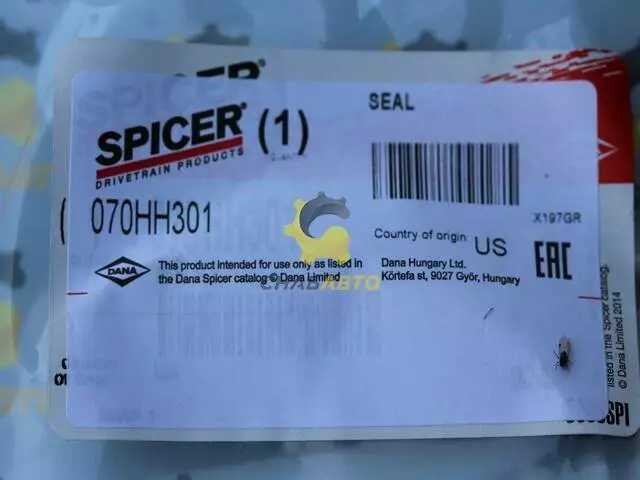 SPICER
DRIVETRAIN PRODUCTS
(1)
SEAL
070HH301
X197GR
Country of origin US
DANA
This product intended for use only as listed in
the Dana Spicer catalog © Dana Limited
Dana Hungary Ltd.
Körtefa st, 9027 Győr, Hungary
EAC
СНАБАВТО
listed in the Spicer catalog.
© Dana Limited 2014